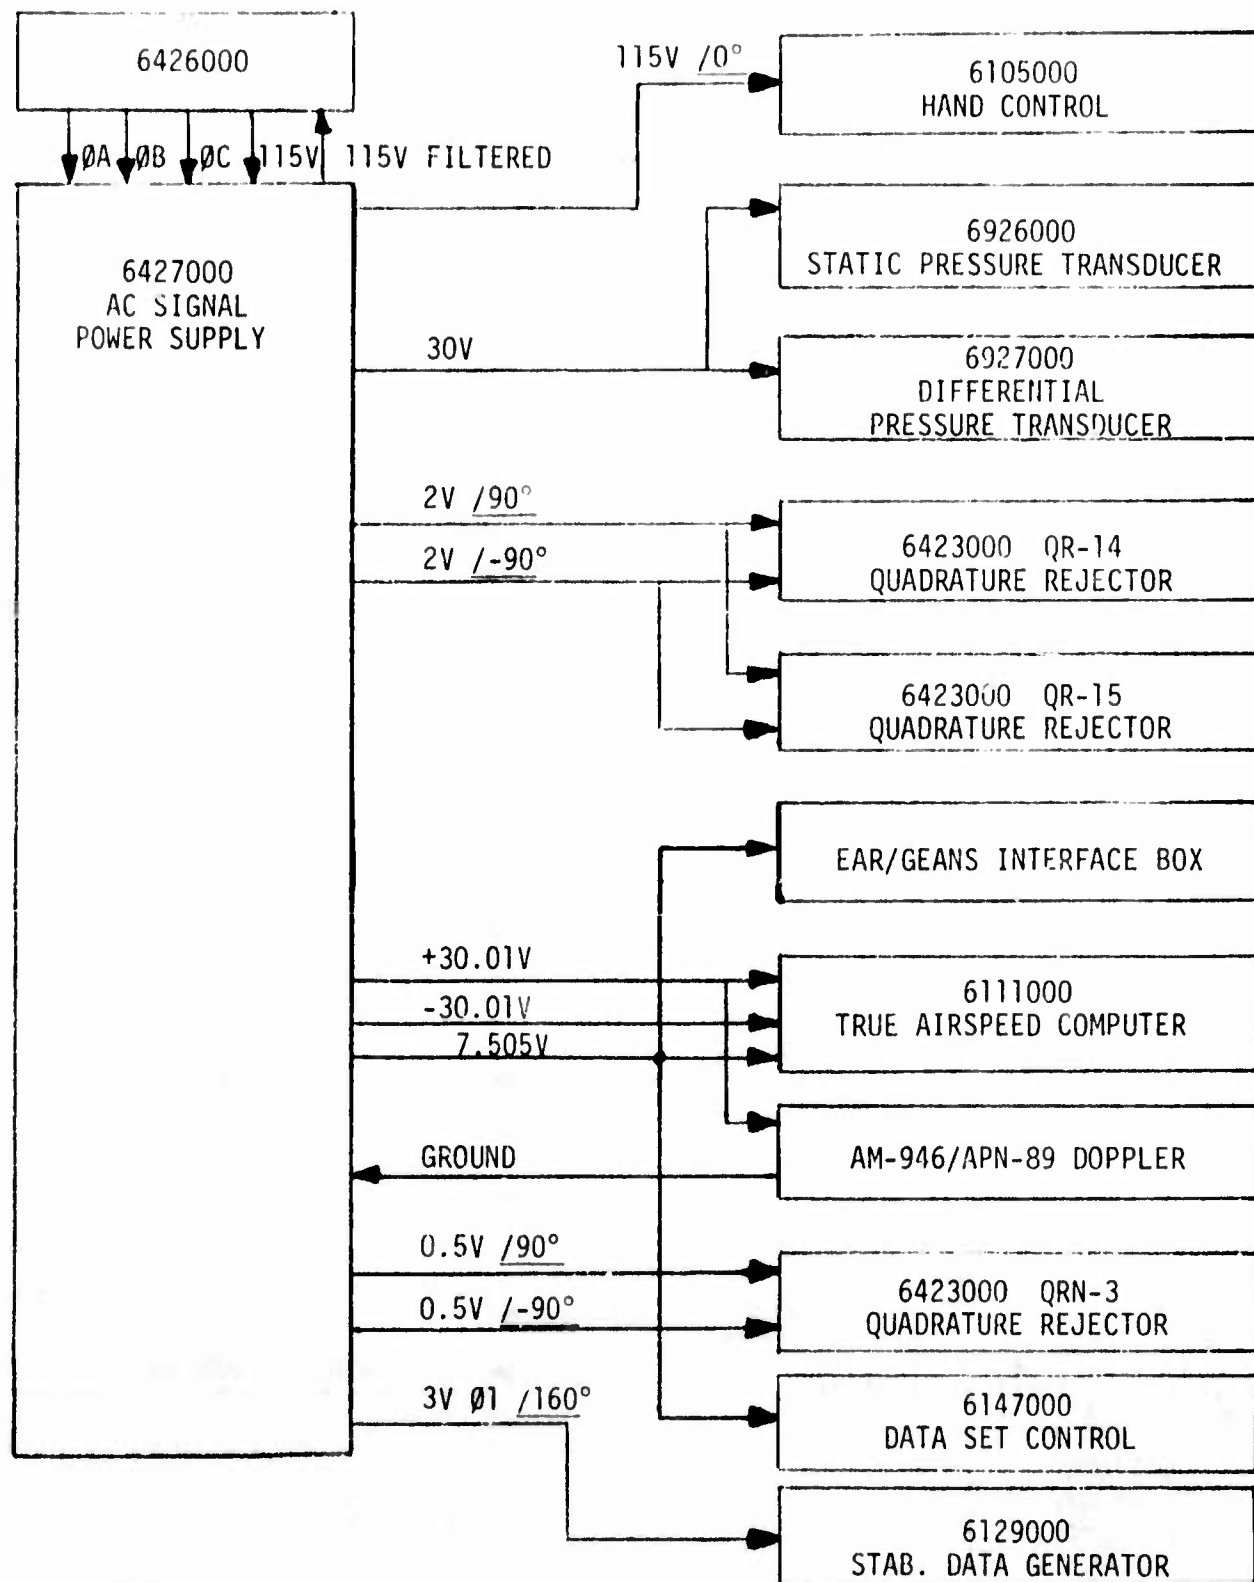 6426000
ØA ØB ØC 115V 115V FILTERED
6427000
AC SIGNAL
POWER SUPPLY
115V /0°
6105000
HAND CONTROL
6926000
STATIC PRESSURE TRANSDUCER
30V
6927000
DIFFERENTIAL
PRESSURE TRANSDUCER
2V /90°
2V /-90°
6423000 QR-14
QUADRATURE REJECTOR
6423000 QR-15
QUADRATURE REJECTOR
EAR/GEANS INTERFACE BOX
+30.01V
-30.01V
7.505V
6111000
TRUE AIRSPEED COMPUTER
GROUND
AM-946/APN-89 DOPPLER
0.5V /90°
0.5V /-90°
6423000 QRN-3
QUADRATURE REJECTOR
3V Ø1 /160°
6147000
DATA SET CONTROL
6129000
STAB. DATA GENERATOR